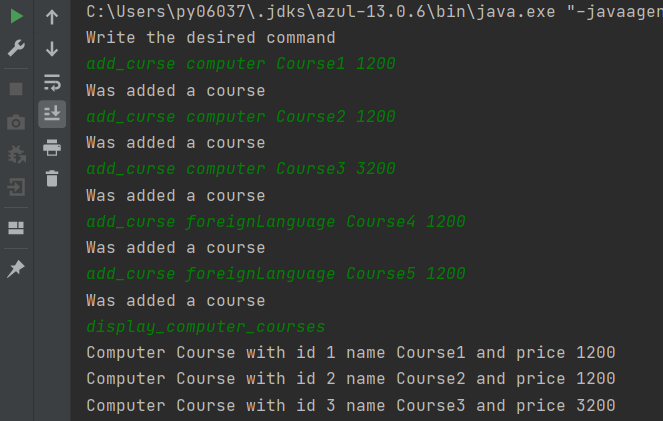 C:\Users\py06037\.jdks\azul-13.0.6\bin\java.exe "-javaagen
Write the desired command
add_curse computer Course1 1200
Was added a course
add_curse computer Course2 1200
Was added a course
add_curse computer Course3 3200
Was added a course
add_curse foreignLanguage Course4 1200
Was added a course
add_curse foreignLanguage Course5 1200
Was added a course
display_computer_courses
Computer Course with id 1 name Course1 and price 1200
Computer Course with id 2 name Course2 and price 1200
Computer Course with id 3 name Course3 and price 3200